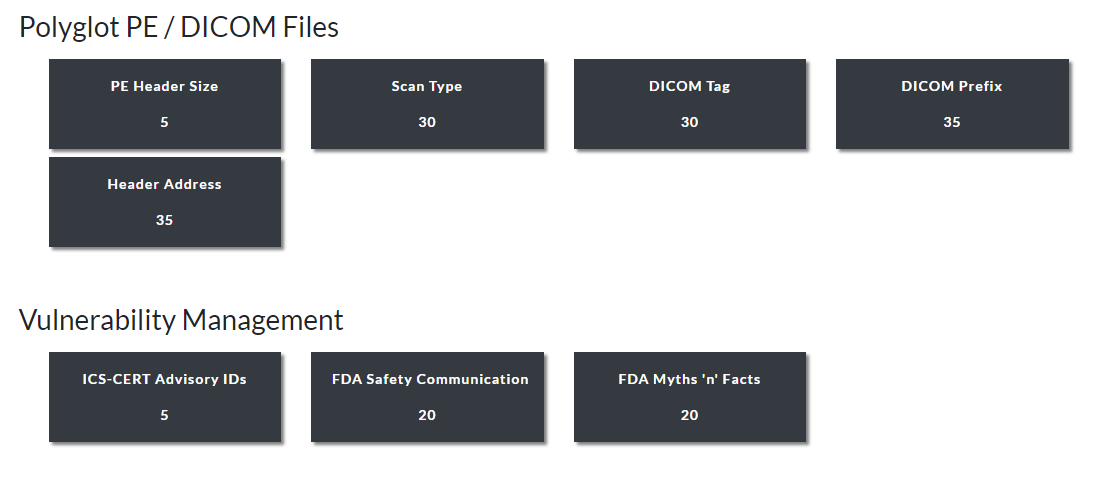 Polyglot PE / DICOM Files
PE Header Size
5
Scan Type
30
DICOM Tag
30
DICOM Prefix
35
Header Address
35
Vulnerability Management
ICS-CERT Advisory IDs
5
FDA Safety Communication
20
FDA Myths 'n' Facts
20